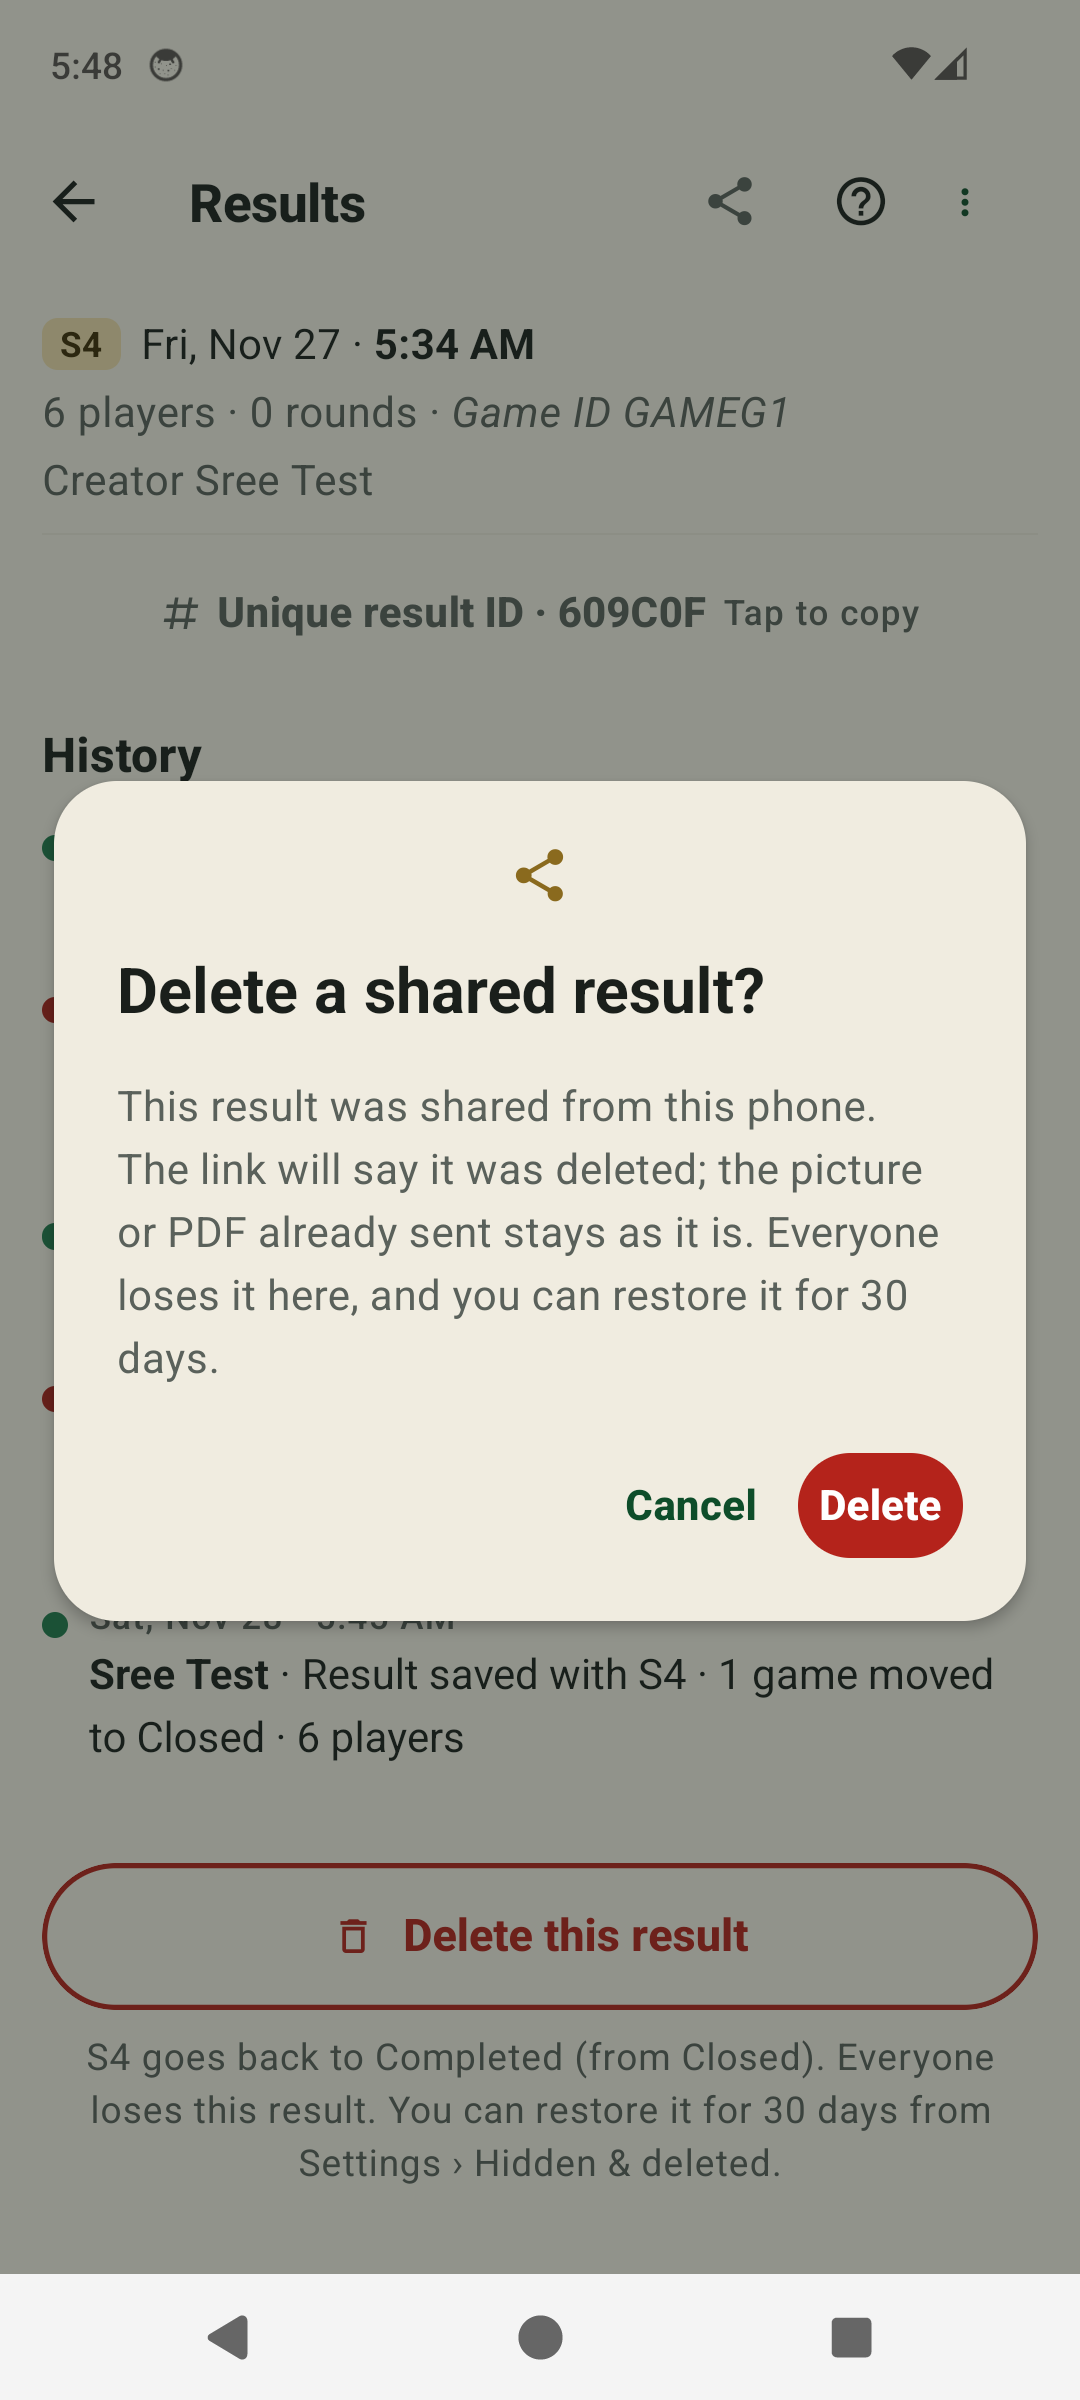 5:48
Results
S4 Fri, Nov 27 · 5:34 AM
6 players · 0 rounds · Game ID GAMEG1
Creator Sree Test
# Unique result ID · 609C0F Tap to copy
History
Delete a shared result?
This result was shared from this phone.
The link will say it was deleted; the picture
or PDF already sent stays as it is. Everyone
loses it here, and you can restore it for 30
days.
Cancel Delete
Sree Test · Result saved with S4 · 1 game moved
to Closed · 6 players
Delete this result
S4 goes back to Completed (from Closed). Everyone
loses this result. You can restore it for 30 days from
Settings › Hidden & deleted.